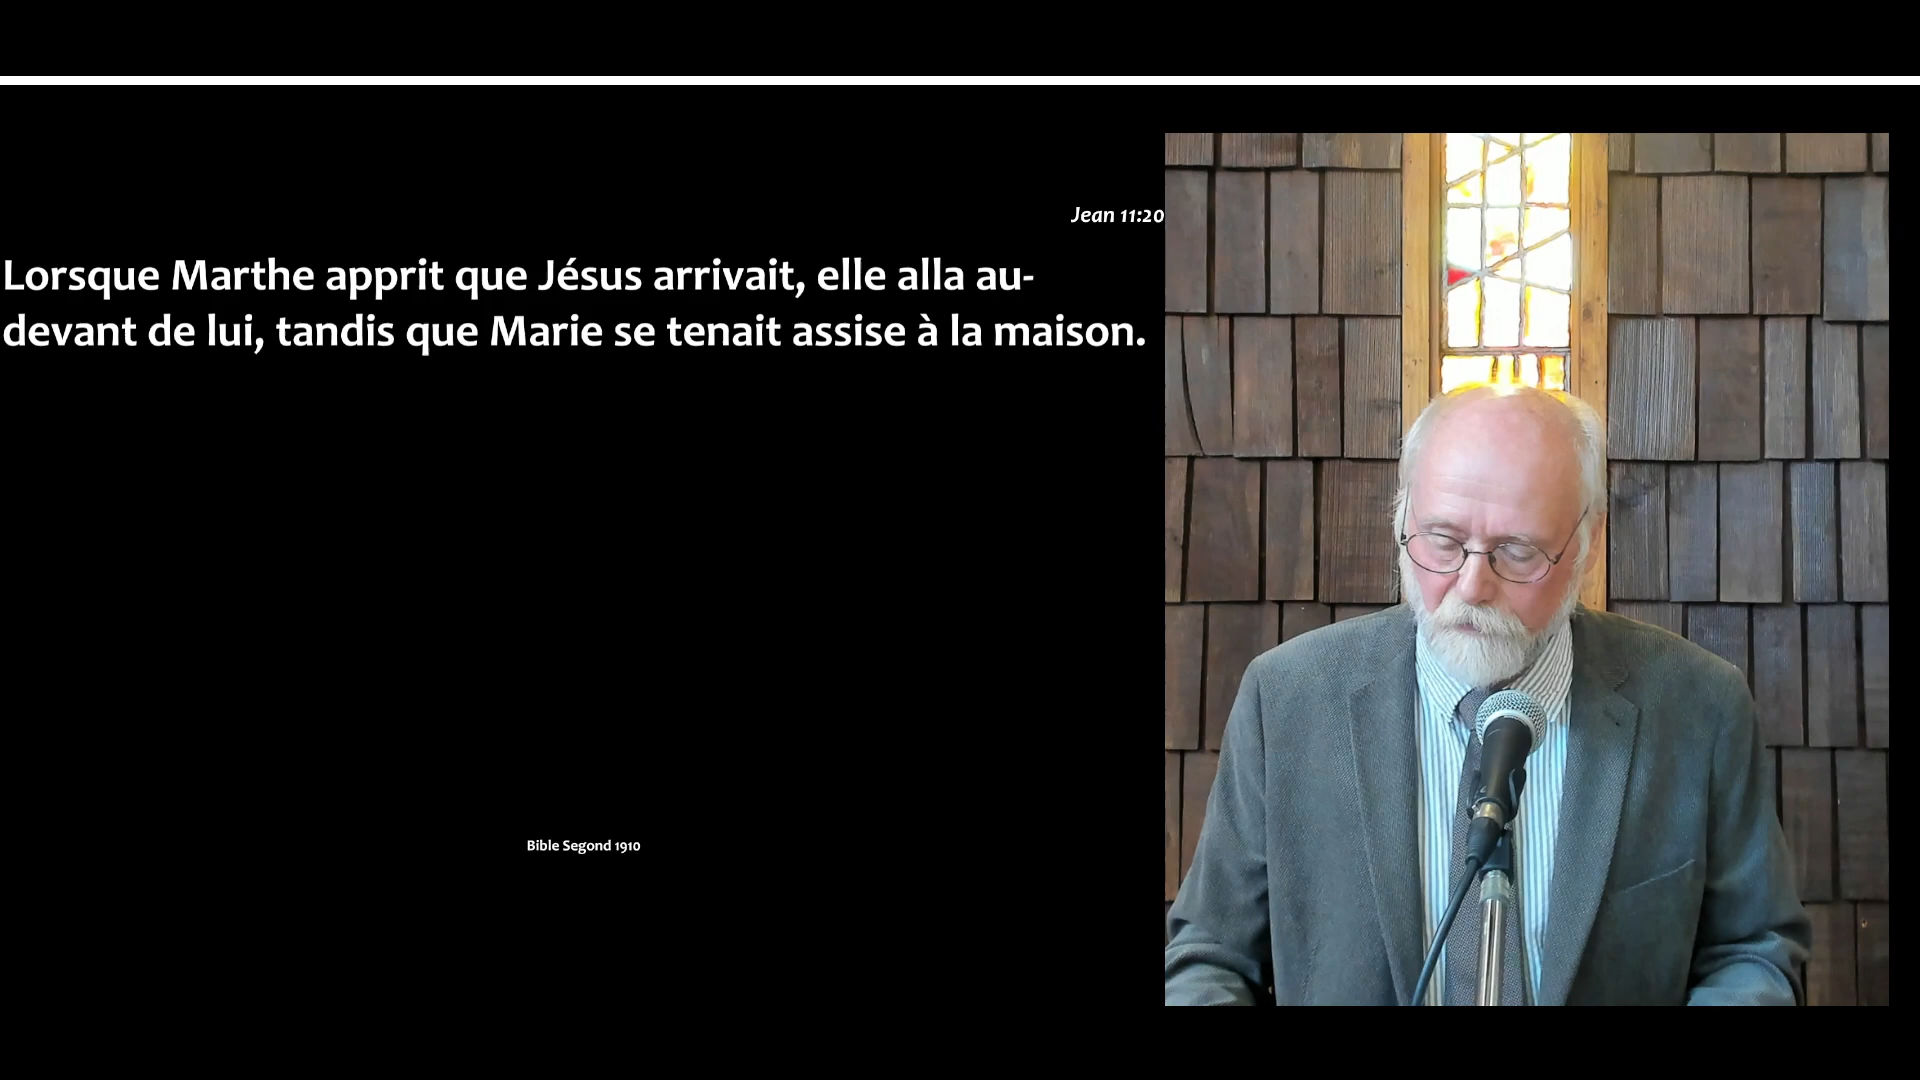 Jean 11:20
Lorsque Marthe apprit que Jésus arrivait, elle alla au-
devant de lui, tandis que Marie se tenait assise à la maison.
Bible Segond 1910